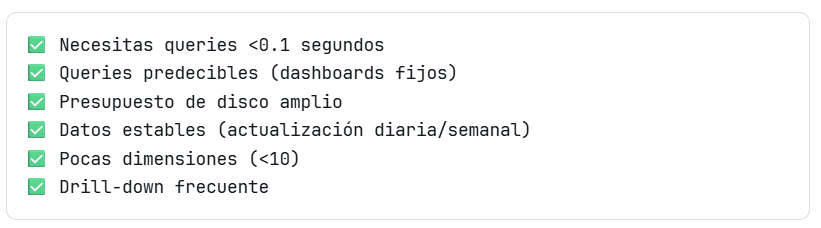 ✅ Necesitas queries <0.1 segundos
✅ Queries predecibles (dashboards fijos)
✅ Presupuesto de disco amplio
✅ Datos estables (actualización diaria/semanal)
✅ Pocas dimensiones (<10)
✅ Drill-down frecuente